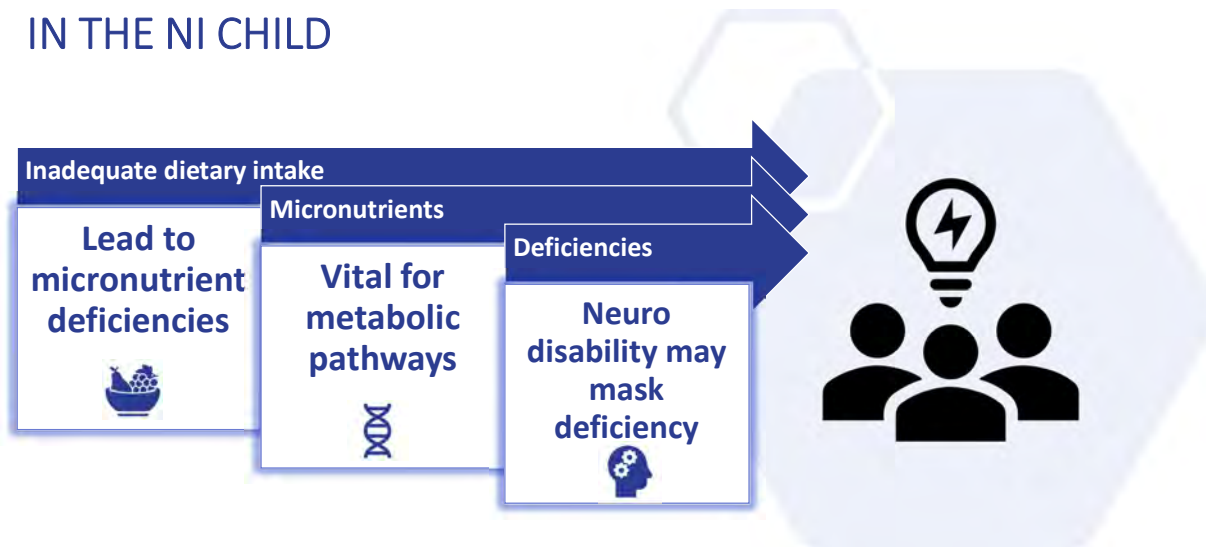 IN THE NI CHILD
Inadequate dietary intake
Lead to
micronutrient
deficiencies
Micronutrients
Vital for
metabolic
pathways
Deficiencies
Neuro
disability may
mask
deficiency